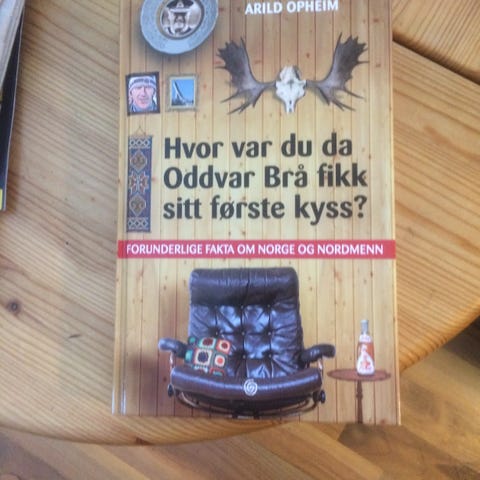 ARILD OPHEIM
Hvor var du da
Oddvar Brå fikk
sitt første kyss?
FORUNDERLIGE FAKTA OM NORGE OG NORDMENN